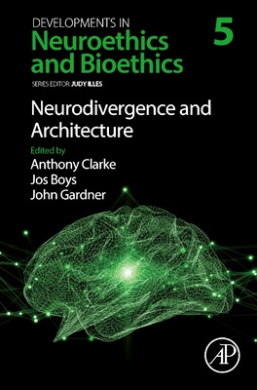 DEVELOPMENTS IN
Neuroethics
and Bioethics
5
SERIES EDITOR: JUDY ILLES
Neurodivergence and
Architecture
Edited by
Anthony Clarke
Jos Boys
John Gardner
AP